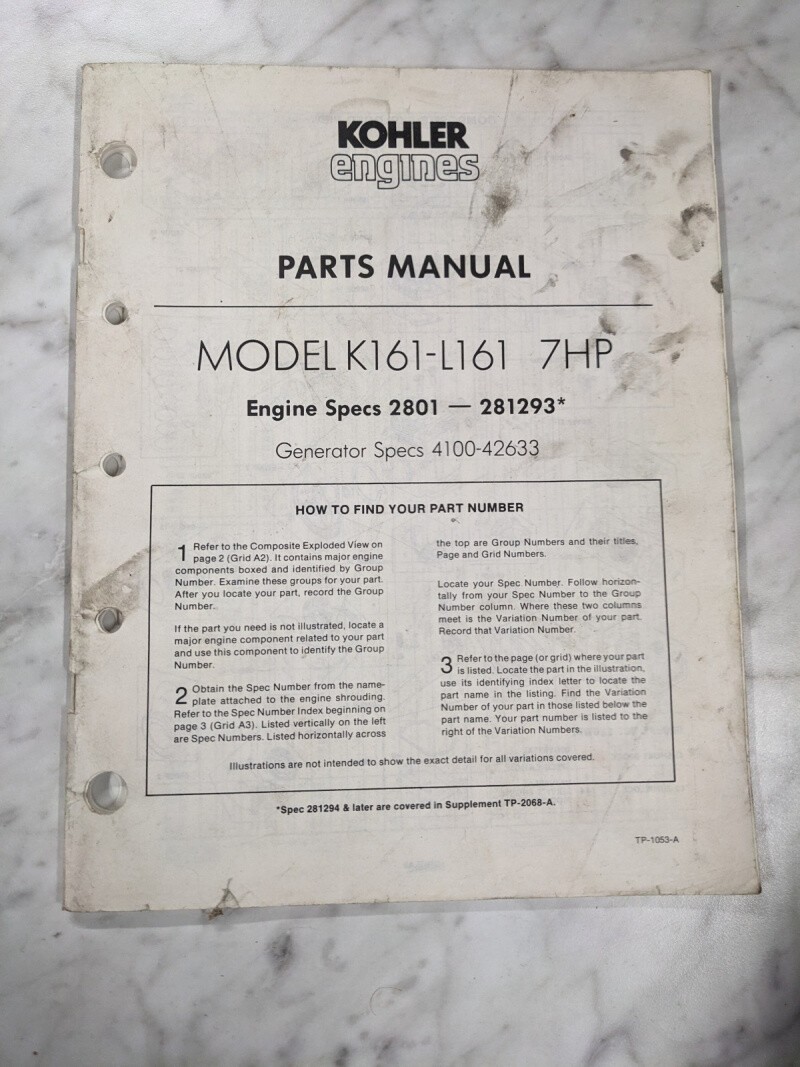 KOHLER
engines
PARTS MANUAL
MODEL K161-L161 7HP
Engine Specs 2801 — 281293*
Generator Specs 4100-42633
HOW TO FIND YOUR PART NUMBER
1 Refer to the Composite Exploded View on
page 2 (Grid A2). It contains major engine
components boxed and identified by Group
Number. Examine these groups for your part.
After you locate your part, record the Group
Number.
If the part you need is not illustrated, locate a
major engine component related to your part
and use this component to identify the Group
Number.
2 Obtain the Spec Number from the name-
plate attached to the engine shrouding.
Refer to the Spec Number Index beginning on
page 3 (Grid A3). Listed vertically on the left
are Spec Numbers. Listed horizontally across
the top are Group Numbers and their titles,
Page and Grid Numbers.
Locate your Spec Number. Follow horizon-
tally from your Spec Number to the Group
Number column. Where these two columns
meet is the Variation Number of your part.
Record that Variation Number.
3 Refer to the page (or grid) where your part
is listed. Locate the part in the illustration,
use its identifying index letter to locate the
part name in the listing. Find the Variation
Number of your part in those listed below the
part name. Your part number is listed to the
right of the Variation Numbers.
Illustrations are not intended to show the exact detail for all variations covered.
*Spec 281294 & later are covered in Supplement TP-2068-A.
TP-1053-A